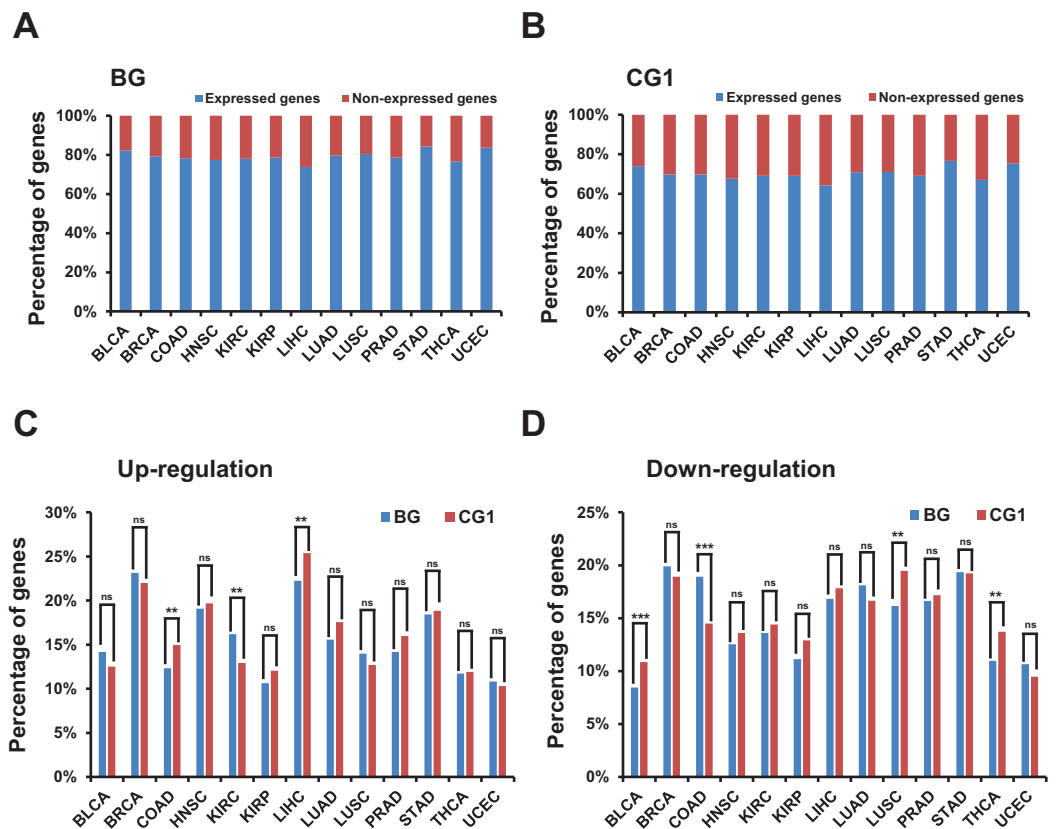 A
BG
Expressed genes Non-expressed genes
Percentage of genes
100%
80%
60%
40%
20%
0%
BLCA BRCA COAD HNSC KIRC KIRP LIHC LUAD LUSC PRAD STAD THCA UCEC
B
CG1
Expressed genes Non-expressed genes
Percentage of genes
100%
80%
60%
40%
20%
0%
BLCA BRCA COAD HNSC KIRC KIRP LIHC LUAD LUSC PRAD STAD THCA UCEC
C
Up-regulation
BG CG1
Percentage of genes
30%
25%
20%
15%
10%
5%
0%
ns ns ** ns ** ns ** ns ns ns ns ns ns
BLCA BRCA COAD HNSC KIRC KIRP LIHC LUAD LUSC PRAD STAD THCA UCEC
D
Down-regulation
BG CG1
Percentage of genes
25%
20%
15%
10%
5%
0%
*** ns *** ns ns ns ns ns ** ns ns ** ns
BLCA BRCA COAD HNSC KIRC KIRP LIHC LUAD LUSC PRAD STAD THCA UCEC